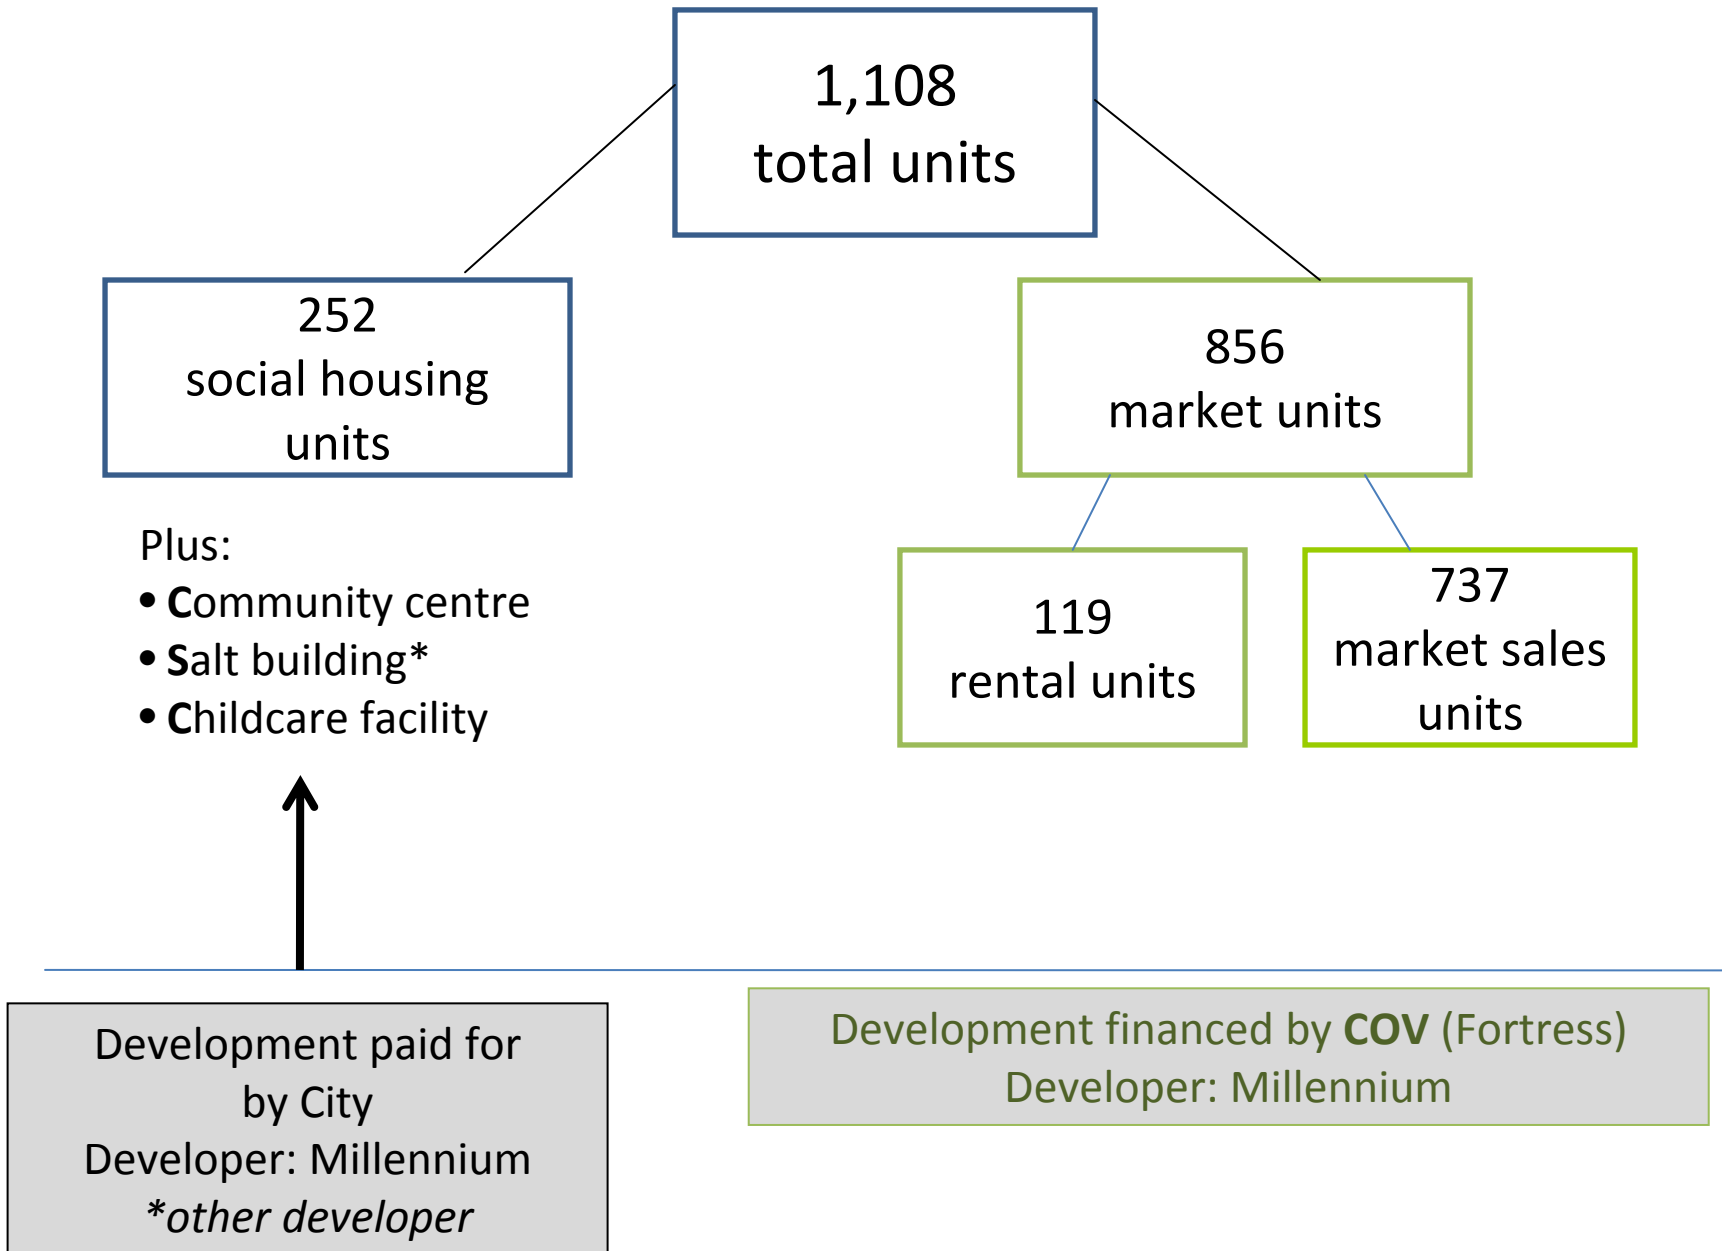 1,108
total units
252
social housing
units
856
market units
Plus:
• Community centre
• Salt building*
• Childcare facility
119
rental units
737
market sales
units
Development paid for
by City
Developer: Millennium
*other developer
Development financed by COV (Fortress)
Developer: Millennium